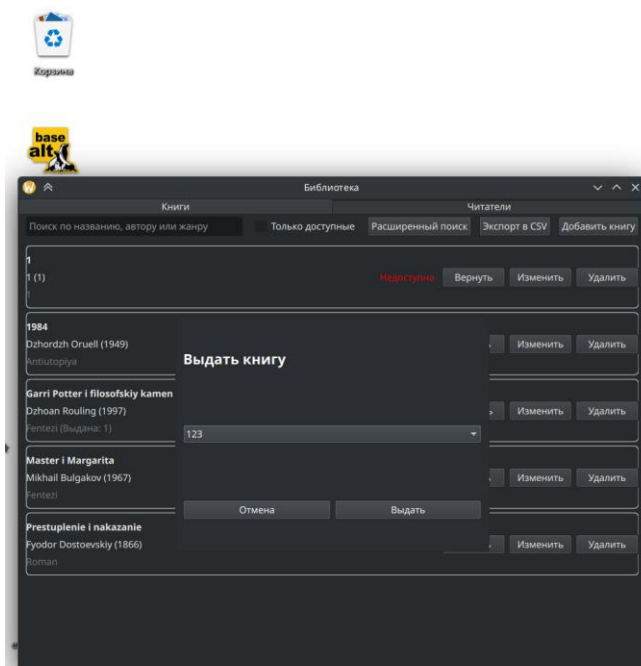 Корзина
base
alt
Библиотека
Книги
Читатели
Поиск по названию, автору или жанру
Только доступные
Расширенный поиск
Экспорт в CSV
Добавить книгу
1
1 (1)
Недоступна
Вернуть
Изменить
Удалить
1
1984
Dzhordzh Oruell (1949)
Изменить
Удалить
Antiutopiya
Выдать книгу
Garri Potter i filosofskiy kamen
Dzhoan Rouling (1997)
Изменить
Удалить
Fentezi (Выдана: 1)
123
Master i Margarita
Mikhail Bulgakov (1967)
Изменить
Удалить
Fentezi
Отмена
Выдать
Prestuplenie i nakazanie
Fyodor Dostoevskiy (1866)
Изменить
Удалить
Roman